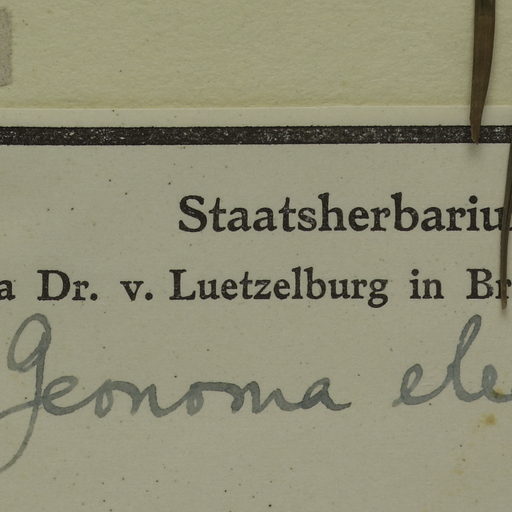 Staatsherbariu
a Dr. v. Luetzelburg in Br
Geonoma ele